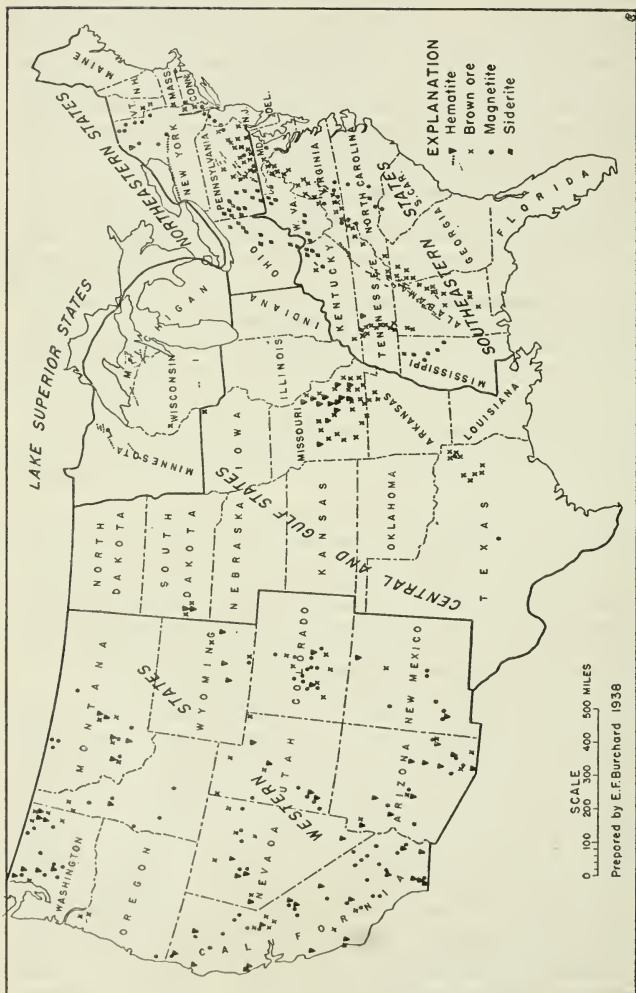 LAKE SUPERIOR STATES
NORTHEASTERN STATES
MAINE
VT.
N.H.
MASS.
CONN.
NEW YORK
PENNSYLVANIA
N.J.
DEL.
MD.
OHIO
W. VA.
VIRGINIA
KENTUCKY
NORTH CAROLINA
TENNESSEE
S. CAR.
GEORGIA
ALABAMA
MISSISSIPPI
FLORIDA
SOUTHEASTERN STATES
MICHIGAN
WISCONSIN
MINNESOTA
INDIANA
ILLINOIS
IOWA
MISSOURI
ARKANSAS
LOUISIANA
NORTH DAKOTA
SOUTH DAKOTA
NEBRASKA
KANSAS
OKLAHOMA
TEXAS
CENTRAL AND GULF STATES
MONTANA
WYOMING
COLORADO
NEW MEXICO
ARIZONA
UTAH
NEVADA
CALIFORNIA
OREGON
WASHINGTON
WESTERN STATES
EXPLANATION
Hematite
Brown ore
Magnetite
Siderite
SCALE
0 100 200 300 400 500 MILES
Prepared by E.F. Burchard 1938